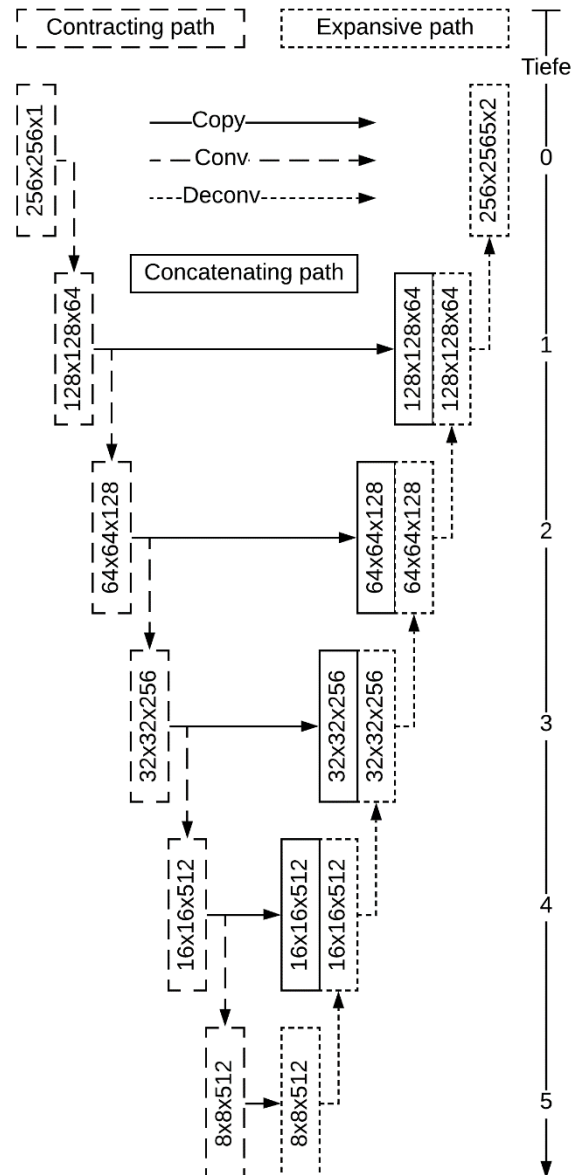 Contracting path
Expansive path
Tiefe
256x256x1
Copy
Conv
Deconv
256x2565x2
0
Concatenating path
128x128x64
128x128x64
128x128x64
1
64x64x128
64x64x128
64x64x128
2
32x32x256
32x32x256
32x32x256
3
16x16x512
16x16x512
16x16x512
4
8x8x512
8x8x512
5